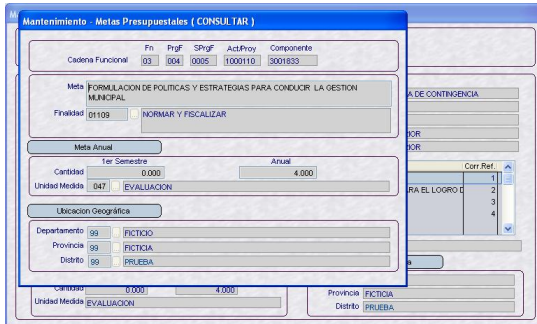 Mantenimiento - Metas Presupuestales ( CONSULTAR )
Fn PrgF SPrgF Act/Proy Componente
Cadena Funcional 03 004 0005 1000110 3001833
Meta FORMULACION DE POLITICAS Y ESTRATEGIAS PARA CONDUCIR LA GESTION
MUNICIPAL
Finalidad 01109 NORMAR Y FISCALIZAR
Meta Anual
1er Semestre Anual
Cantidad 0.000 4.000
Unidad Medida 047 EVALUACION
Ubicacion Geográfica
Departamento 99 FICTICIO
Provincia 99 FICTICIA
Distrito 99 PRUEBA
A DE CONTINGENCIA
Corr.Ref.
1
RA EL LOGRO D 2
3
4
Cantidad 0.000 4.000
Unidad Medida EVALUACION
Provincia FICTICIA
Distrito PRUEBA